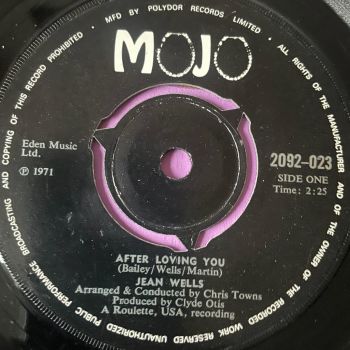 MFD BY POLYDOR RECORDS LIMITED • ALL RIGHTS OF THE MANUFACTURER AND OF THE OWNER OF THE RECORDED WORK RESERVED UNAUTHORISED PUBLIC PERFORMANCE BROADCASTING AND COPYING OF THIS RECORD PROHIBITED •
MOJO
Eden Music
Ltd.
℗ 1971
2092-023
SIDE ONE
Time: 2:25
AFTER LOVING YOU
(Bailey/Wells/Martin)
JEAN WELLS
Arranged & Conducted by Chris Towns
Produced by Clyde Otis
A Roulette, USA, recording